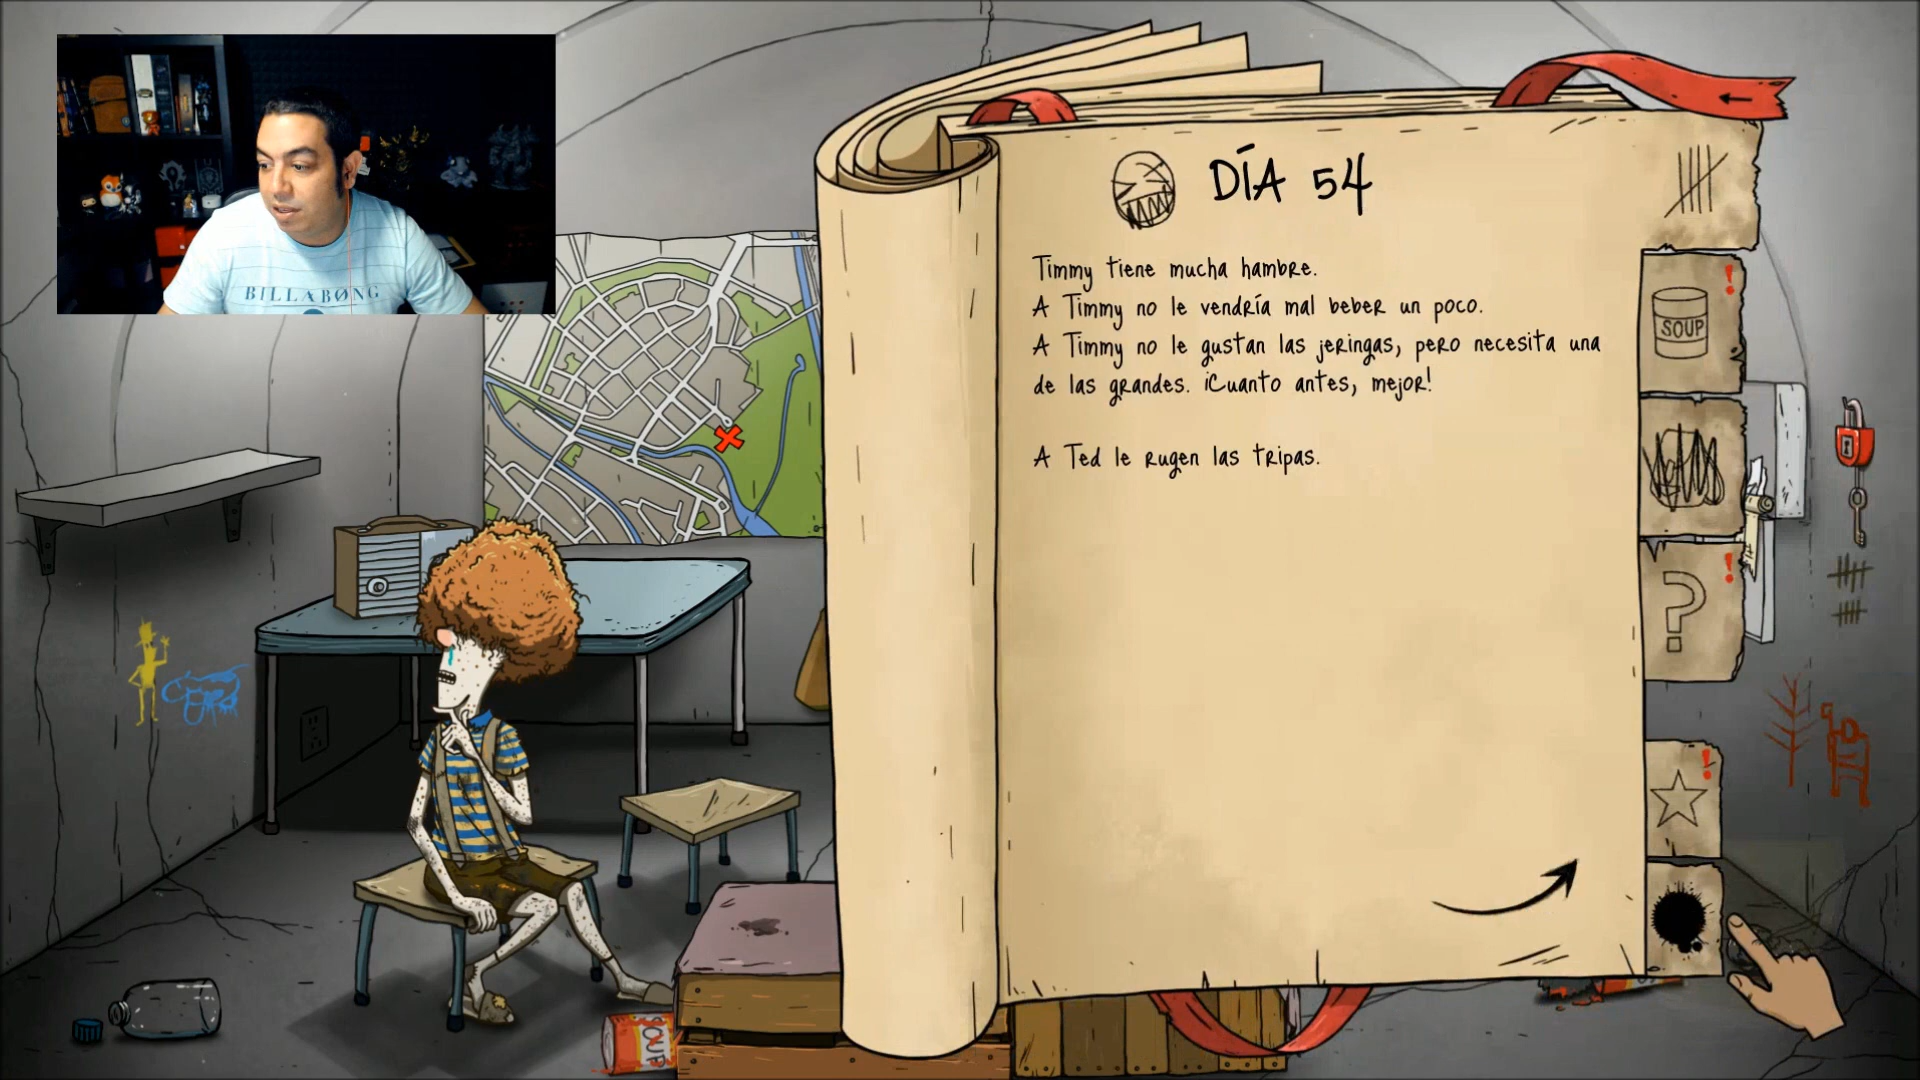 BILLABONG
DÍA 54
Timmy tiene mucha hambre.
A Timmy no le vendría mal beber un poco.
A Timmy no le gustan las jeringas, pero necesita una
de las grandes. ¡Cuanto antes, mejor!
A Ted le rugen las tripas.
SOUP
!
?
!
!
SOUP